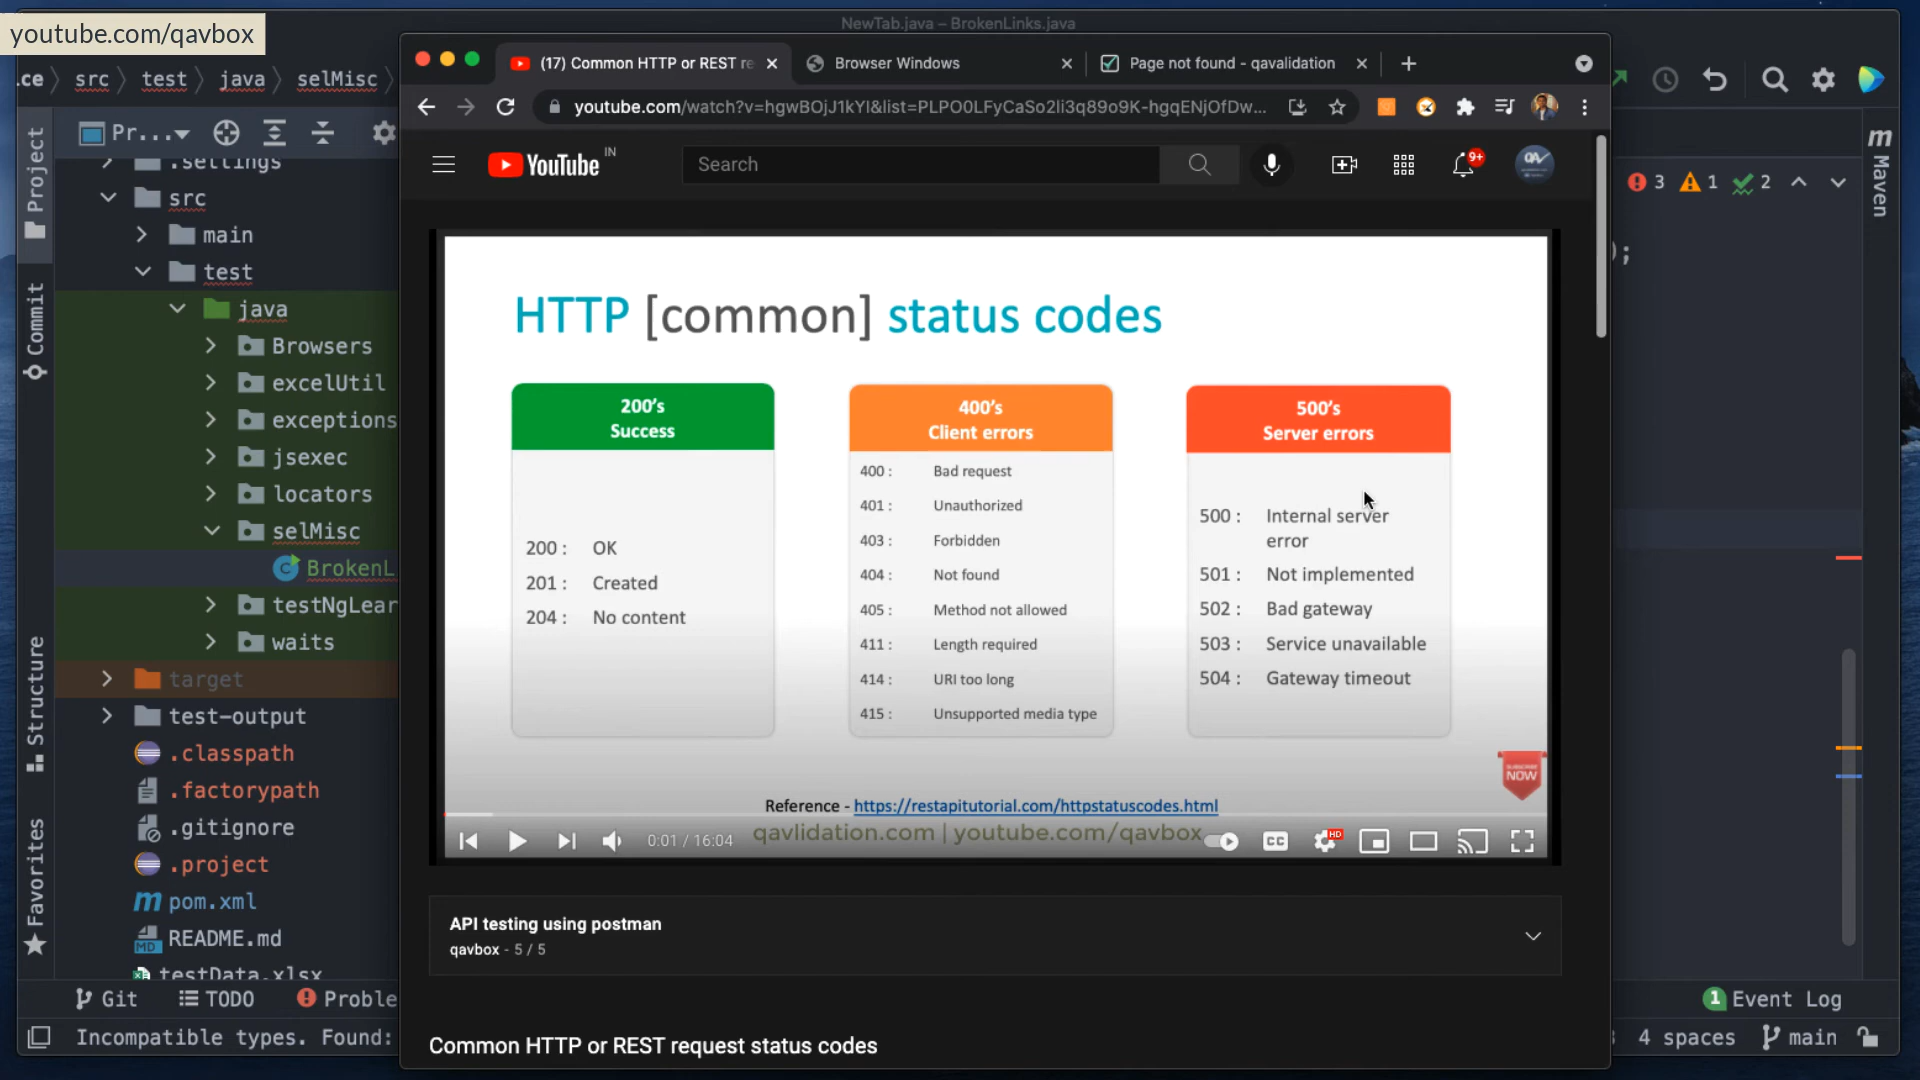 youtube.com/qavbox
NewTab.java – BrokenLinks.java
.ce
src
test
java
selMisc
(17) Common HTTP or REST re
Browser Windows
Page not found - qavalidation
youtube.com/watch?v=hgwBOjJ1kYI&list=PLPO0LFyCaSo2li3q89o9K-hgqENjOfDw...
Project
Commit
Structure
Favorites
Pr...
.settings
src
main
test
java
Browsers
excelUtil
exceptions
jsexec
locators
selMisc
BrokenL
testNgLear
waits
target
test-output
.classpath
.factorypath
.gitignore
.project
pom.xml
README.md
testData.xlsx
YouTube
IN
Search
9+
QA
3
1
2
Maven
);
HTTP [common] status codes
200's
Success
200 : OK
201 : Created
204 : No content
400's
Client errors
400 : Bad request
401 : Unauthorized
403 : Forbidden
404 : Not found
405 : Method not allowed
411 : Length required
414 : URI too long
415 : Unsupported media type
500's
Server errors
500 : Internal server
error
501 : Not implemented
502 : Bad gateway
503 : Service unavailable
504 : Gateway timeout
SUBSCRIBE
NOW
Reference - https://restapitutorial.com/httpstatuscodes.html
qavlidation.com | youtube.com/qavbox
0:01 / 16:04
CC
HD
API testing using postman
qavbox - 5 / 5
Common HTTP or REST request status codes
Git
TODO
Proble
1 Event Log
Incompatible types. Found:
4 spaces
main